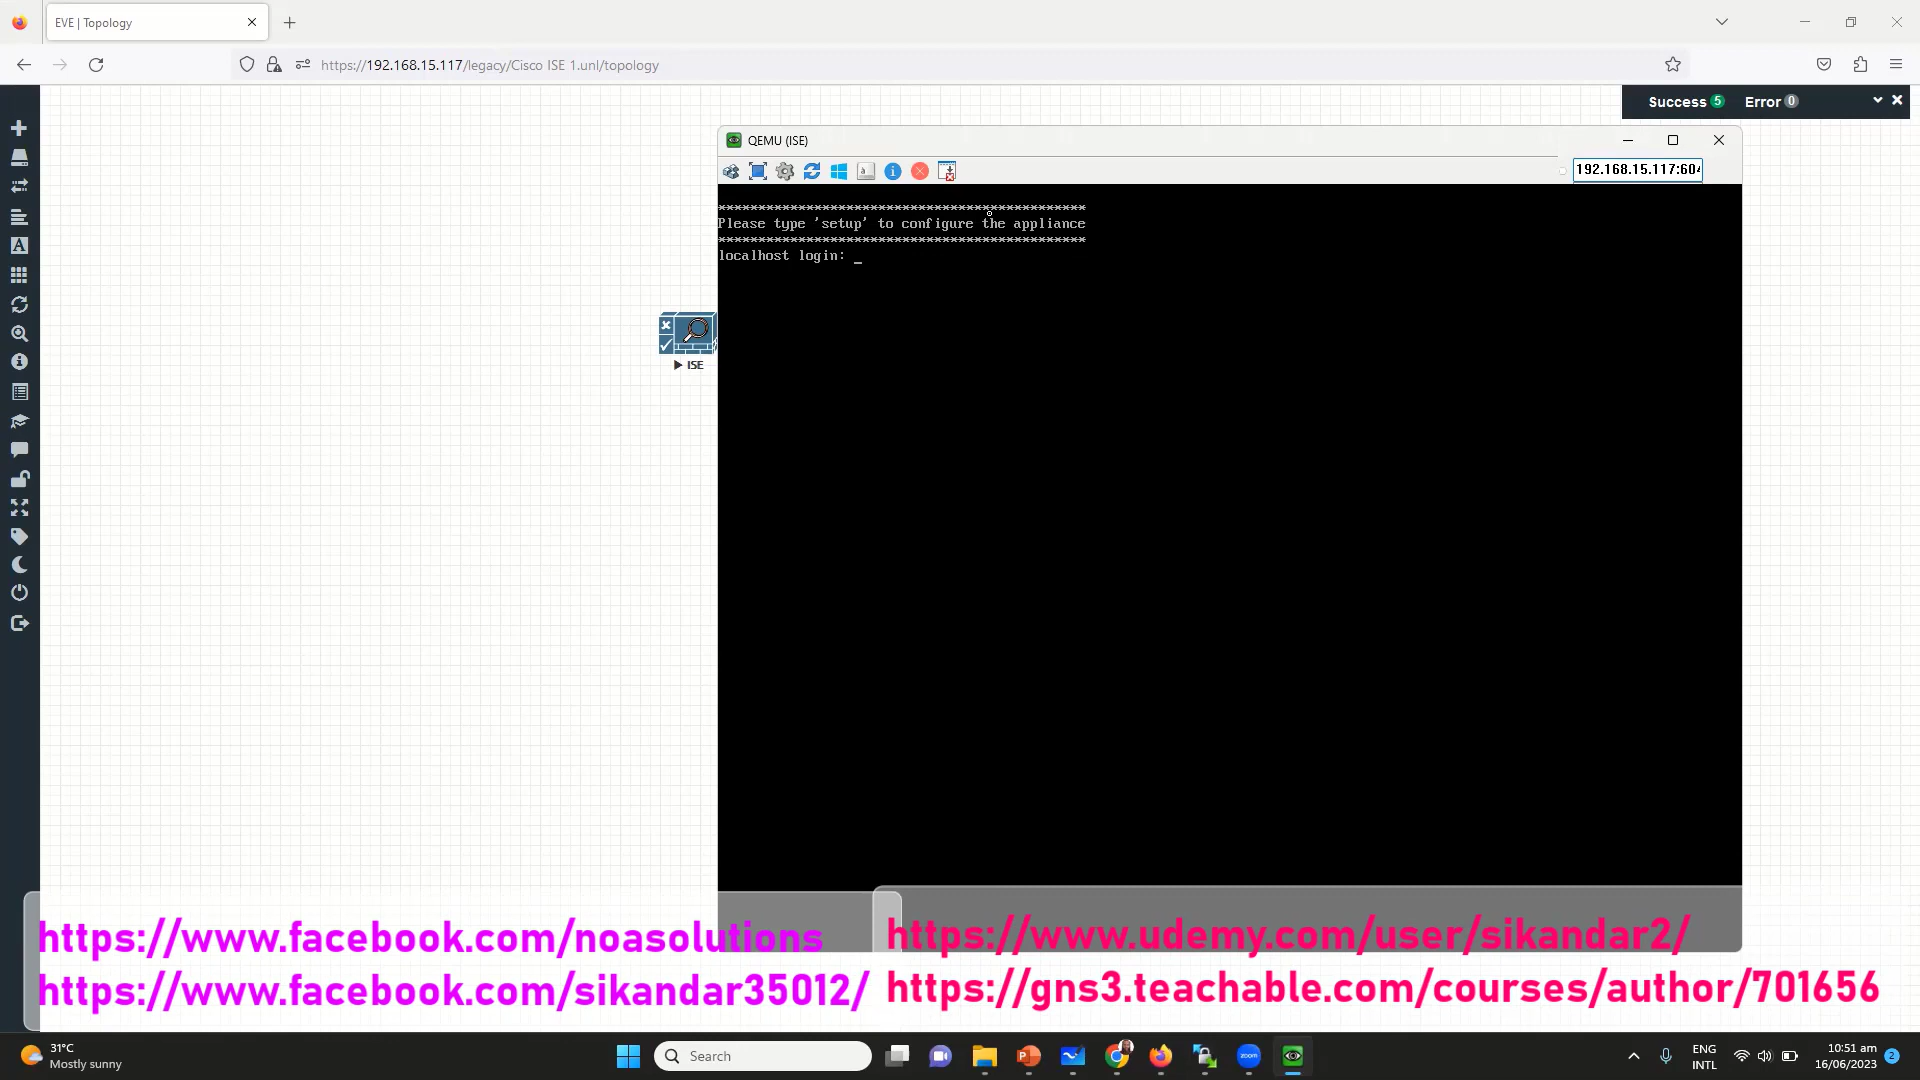 EVE | Topology
https://192.168.15.117/legacy/Cisco ISE 1.unl/topology
Success 5 Error 0
QEMU (ISE)
192.168.15.117:60
*******************************************
Please type 'setup' to configure the appliance
*******************************************
localhost login: _
ISE
https://www.facebook.com/noasolutions
https://www.udemy.com/user/sikandar2/
https://www.facebook.com/sikandar35012/
https://gns3.teachable.com/courses/author/701656
31°C
Mostly sunny
Search
zoom
ENG
INTL
10:51 am
16/06/2023
2